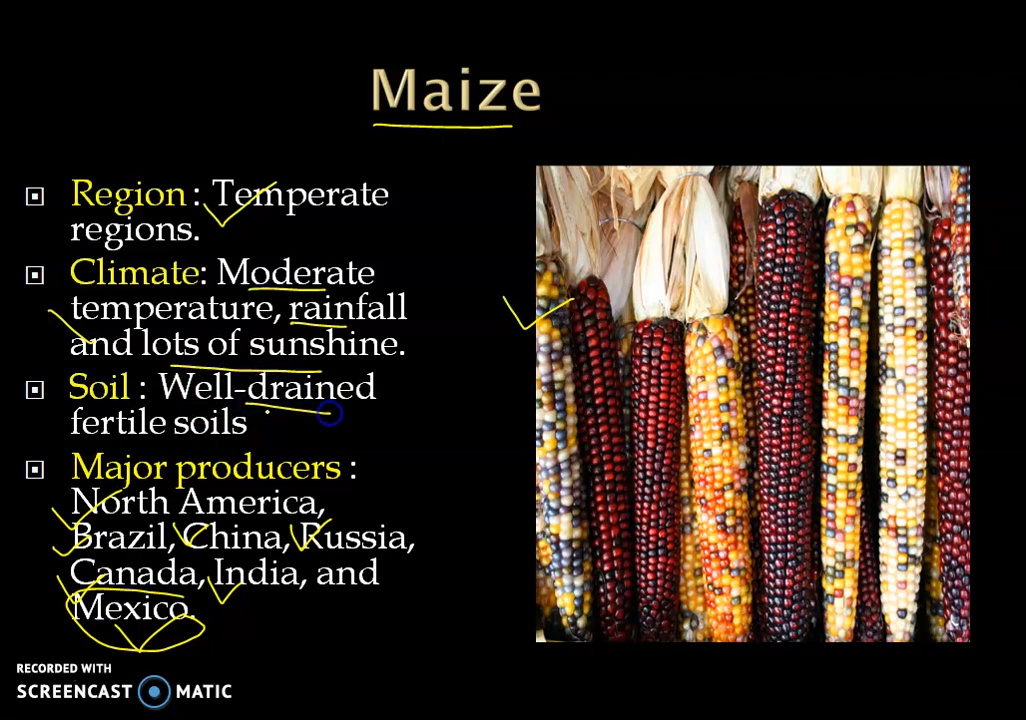 Maize
Region : Temperate
regions.
Climate: Moderate
temperature, rainfall
and lots of sunshine.
Soil : Well-drained
fertile soils
Major producers :
North America,
Brazil, China, Russia,
Canada, India, and
Mexico.
RECORDED WITH
SCREENCAST MATIC